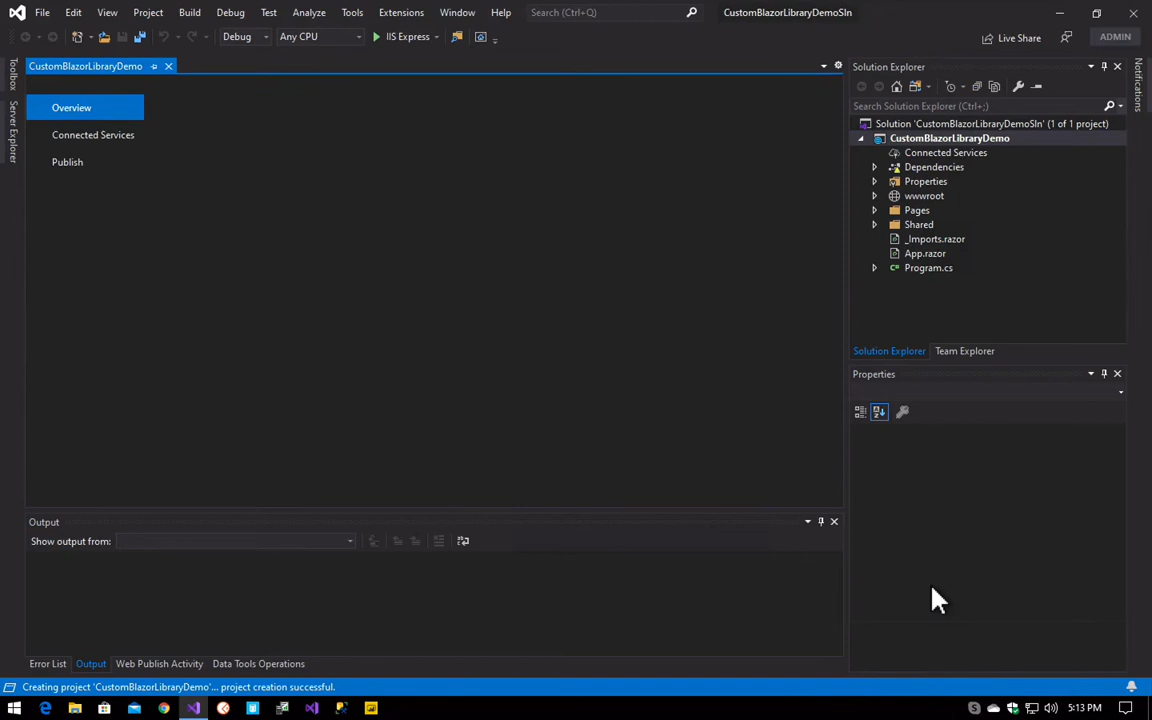 File Edit View Project Build Debug Test Analyze Tools Extensions Window Help Search (Ctrl+Q) CustomBlazorLibraryDemoSln
Debug Any CPU IIS Express Live Share ADMIN
CustomBlazorLibraryDemo
Toolbox
Server Explorer
Overview
Connected Services
Publish
Solution Explorer
Search Solution Explorer (Ctrl+;)
Solution 'CustomBlazorLibraryDemoSln' (1 of 1 project)
CustomBlazorLibraryDemo
Connected Services
Dependencies
Properties
wwwroot
Pages
Shared
_Imports.razor
App.razor
C# Program.cs
Solution Explorer Team Explorer
Notifications
Properties
Output
Show output from:
Error List Output Web Publish Activity Data Tools Operations
Creating project 'CustomBlazorLibraryDemo'... project creation successful.
5:13 PM